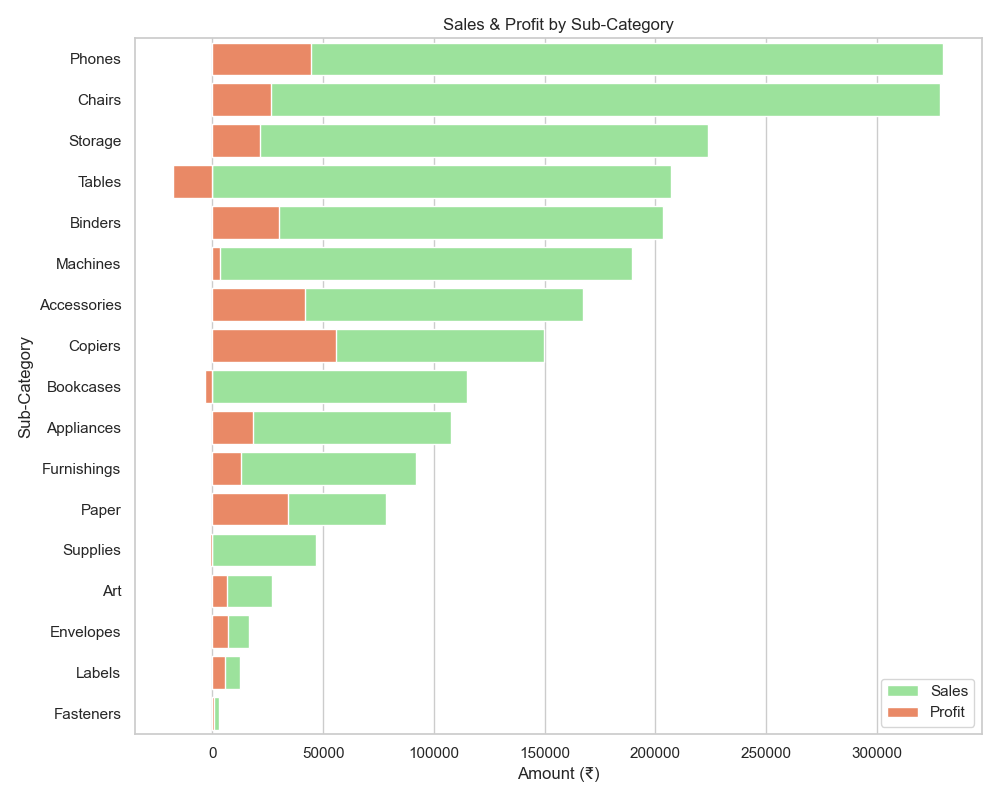 Sales & Profit by Sub-Category
Phones
Chairs
Storage
Tables
Binders
Machines
Accessories
Copiers
Bookcases
Appliances
Furnishings
Paper
Supplies
Art
Envelopes
Labels
Fasteners
Sub-Category
0 50000 100000 150000 200000 250000 300000
Amount (₹)
Sales
Profit